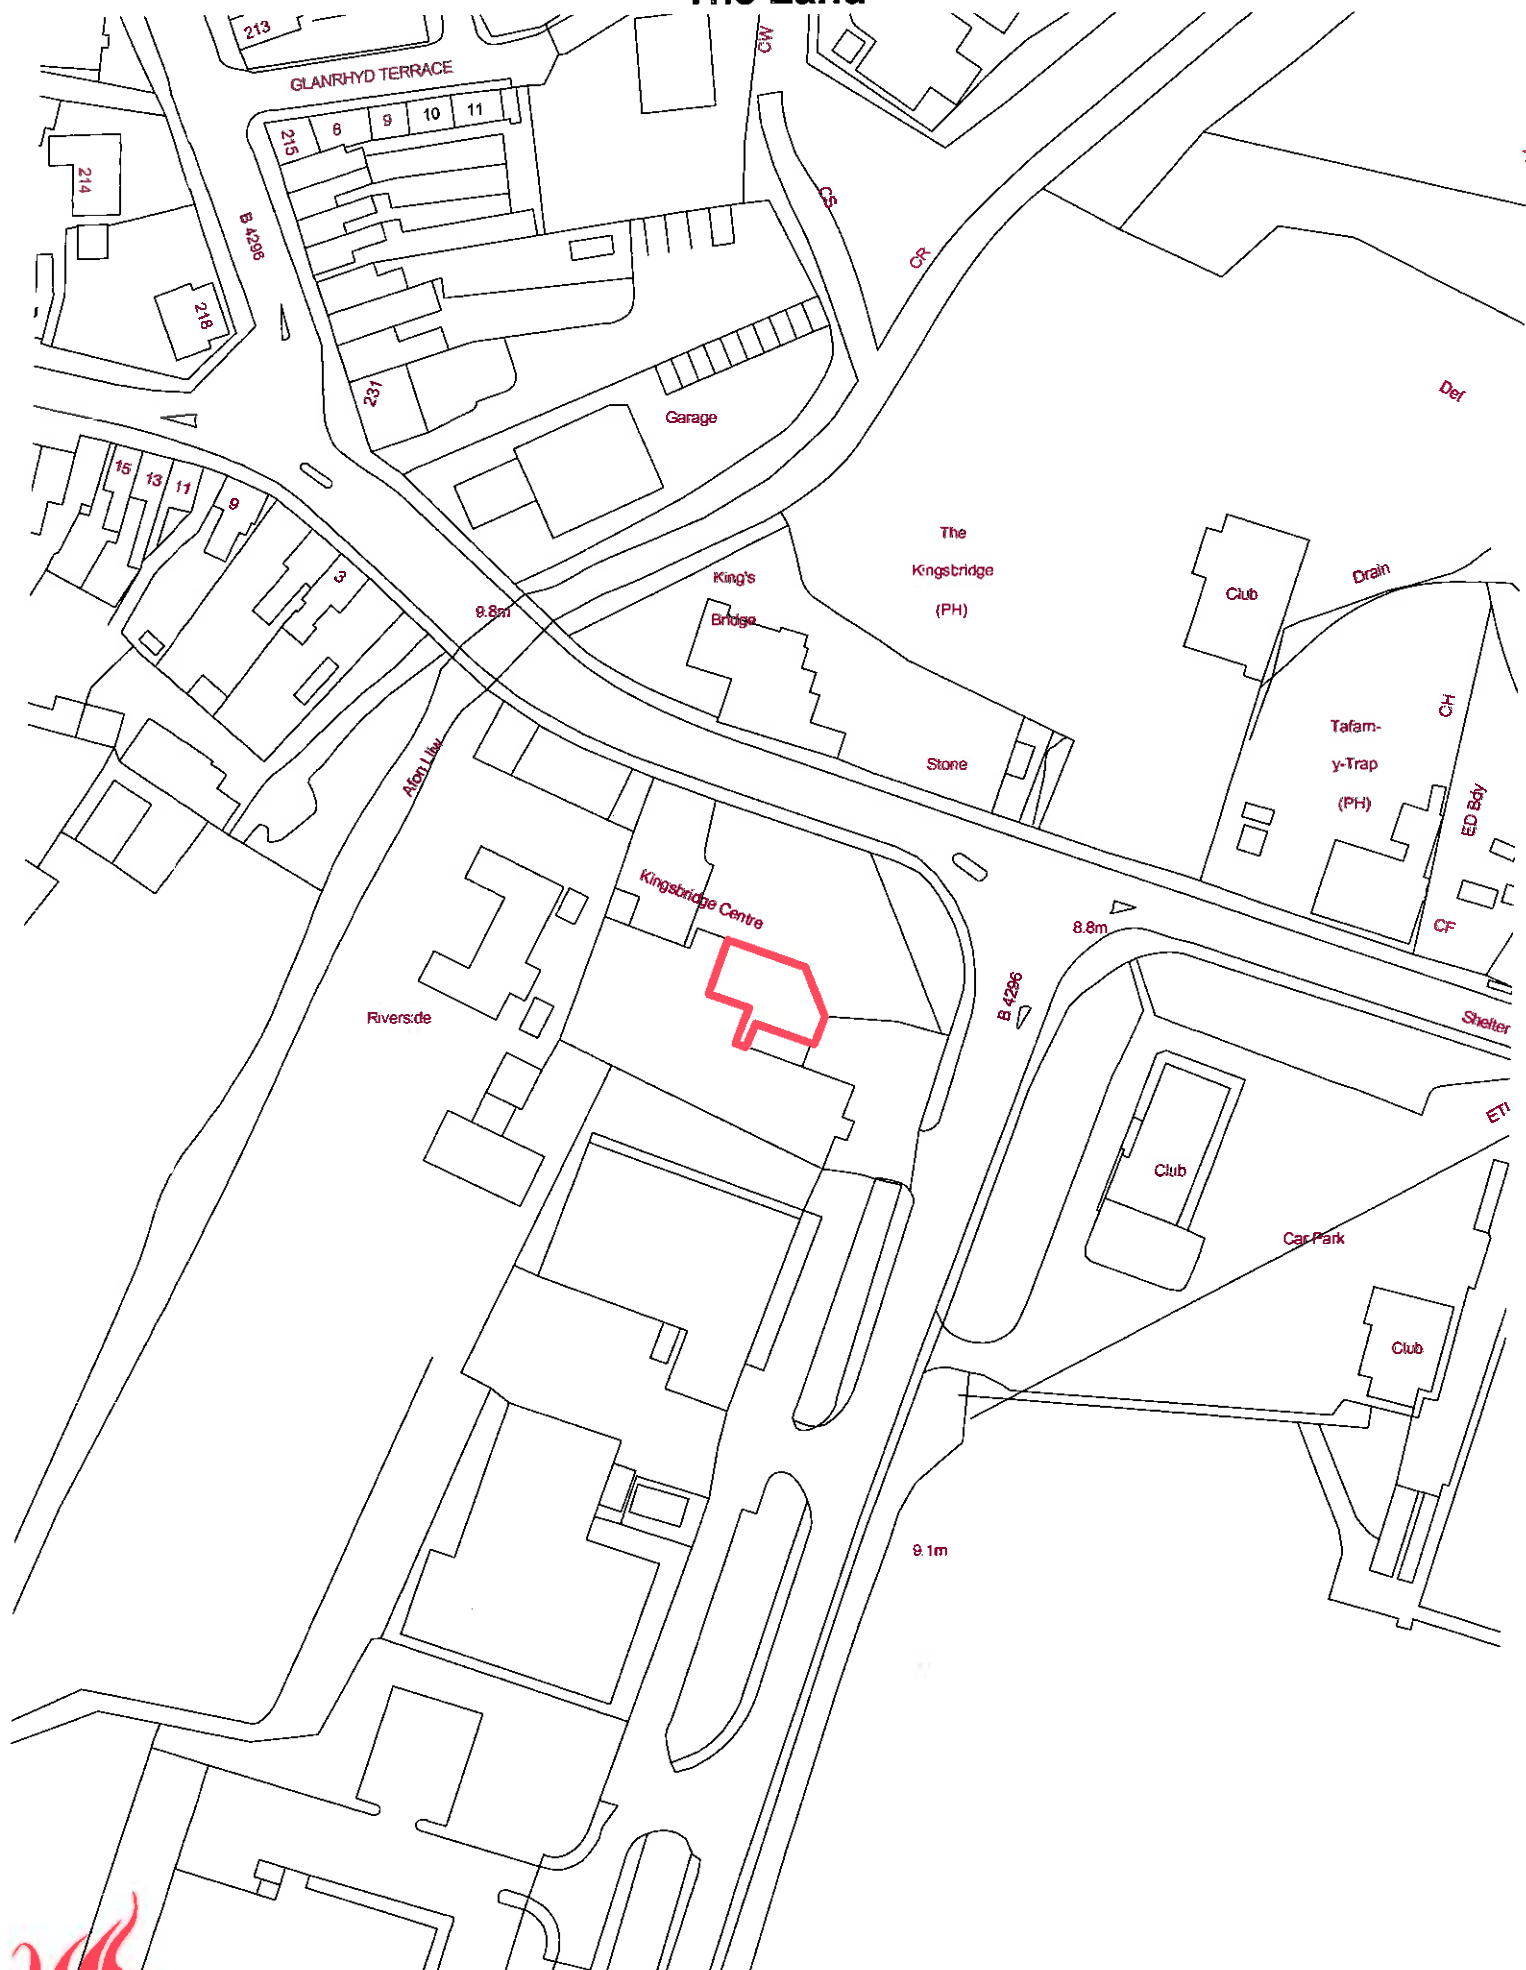 The Land
213
GLANRHYD TERRACE
CW
215
8
9
10
11
214
CS
B 4296
CR
218
231
Def
Garage
15
13
11
9
3
The
Kingsbridge
(PH)
King's
Bridge
9.8m
Club
Drain
CH
Tafarn-
y-Trap
(PH)
Stone
Afon Lliw
ED Bdy
Kingsbridge Centre
8.8m
CF
B 4296
Riverside
Shelter
Club
Car Park
Club
9.1m